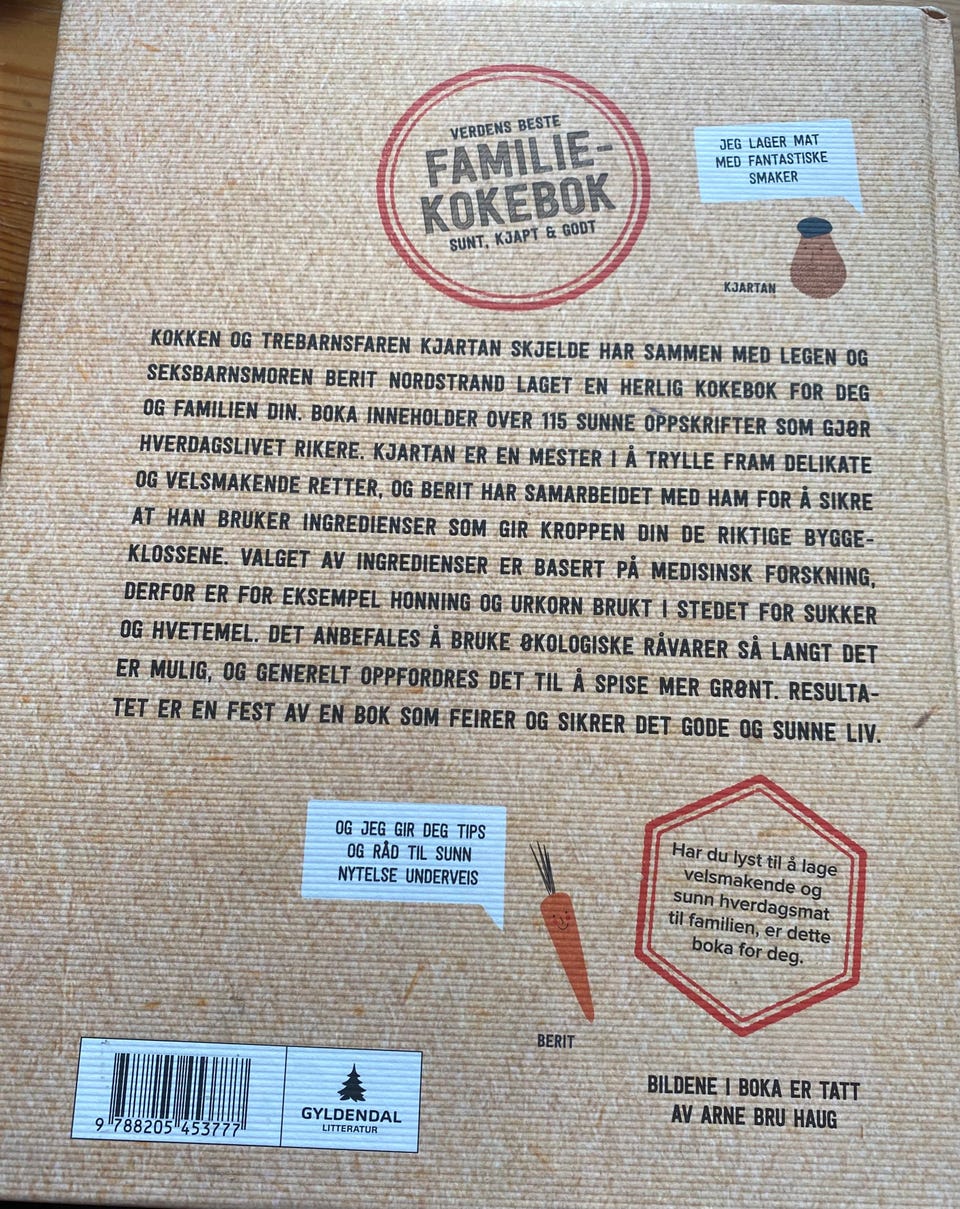 VERDENS BESTE
FAMILIE-
KOKEBOK
SUNT, KJAPT & GODT
JEG LAGER MAT
MED FANTASTISKE
SMAKER
KJARTAN
KOKKEN OG TREBARNSFAREN KJARTAN SKJELDE HAR SAMMEN MED LEGEN OG
SEKSBARNSMOREN BERIT NORDSTRAND LAGET EN HERLIG KOKEBOK FOR DEG
OG FAMILIEN DIN. BOKA INNEHOLDER OVER 115 SUNNE OPPSKRIFTER SOM GJØR
HVERDAGSLIVET RIKERE. KJARTAN ER EN MESTER I Å TRYLLE FRAM DELIKATE
OG VELSMAKENDE RETTER, OG BERIT HAR SAMARBEIDET MED HAM FOR Å SIKRE
AT HAN BRUKER INGREDIENSER SOM GIR KROPPEN DIN DE RIKTIGE BYGGE-
KLOSSENE. VALGET AV INGREDIENSER ER BASERT PÅ MEDISINSK FORSKNING,
DERFOR ER FOR EKSEMPEL HONNING OG URKORN BRUKT I STEDET FOR SUKKER
OG HVETEMEL. DET ANBEFALES Å BRUKE ØKOLOGISKE RÅVARER SÅ LANGT DET
ER MULIG, OG GENERELT OPPFORDRES DET TIL Å SPISE MER GRØNT. RESULTA-
TET ER EN FEST AV EN BOK SOM FEIRER OG SIKRER DET GODE OG SUNNE LIV.
OG JEG GIR DEG TIPS
OG RÅD TIL SUNN
NYTELSE UNDERVEIS
BERIT
Har du lyst til å lage
velsmakende og
sunn hverdagsmat
til familien, er dette
boka for deg.
BILDENE I BOKA ER TATT
AV ARNE BRU HAUG
9 788205 453777
GYLDENDAL
LITTERATUR